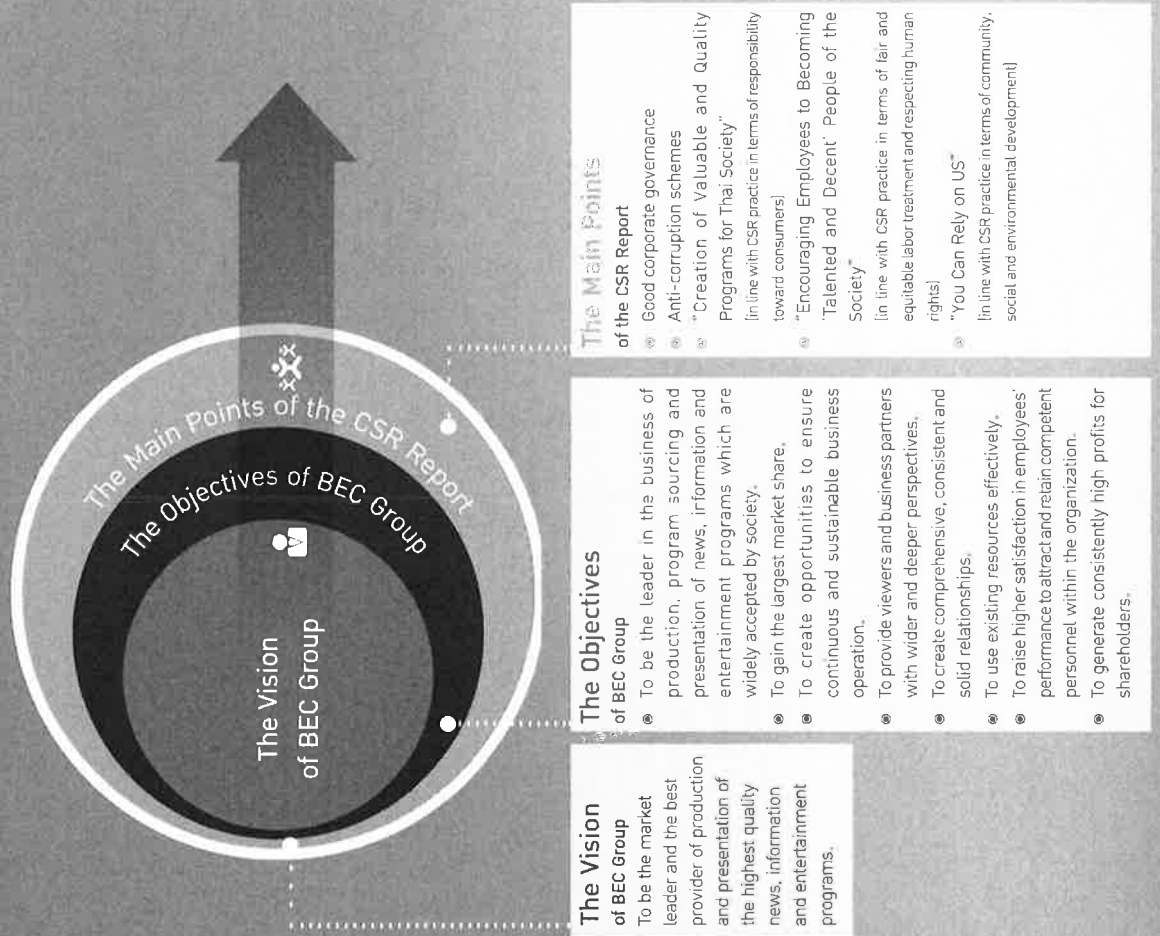 The Vision
of BEC Group
The Objectives of BEC Group
The Main Points of the CSR Report
The Vision
of BEC Group
To be the market
leader and the best
provider of production
and presentation of
the highest quality
news, information
and entertainment
programs.
The Objectives
of BEC Group
To be the leader in the business of
production, program sourcing and
presentation of news, information and
entertainment programs which are
widely accepted by society.
To gain the largest market share.
To create opportunities to ensure
continuous and sustainable business
operation.
To provide viewers and business partners
with wider and deeper perspectives.
To create comprehensive, consistent and
solid relationships.
To use existing resources effectively.
To raise higher satisfaction in employees'
performance to attract and retain competent
personnel within the organization.
To generate consistently high profits for
shareholders.
The Main Points
of the CSR Report
Good corporate governance
Anti-corruption schemes
"Creation of Valuable and Quality
Programs for Thai Society"
(in line with CSR practice in terms of responsibility
toward consumers)
"Encouraging Employees to Becoming
'Talented and Decent' People of the
Society"
(in line with CSR practice in terms of fair and
equitable labor treatment and respecting human
rights)
"You Can Rely on US"
(in line with CSR practice in terms of community,
social and environmental development)